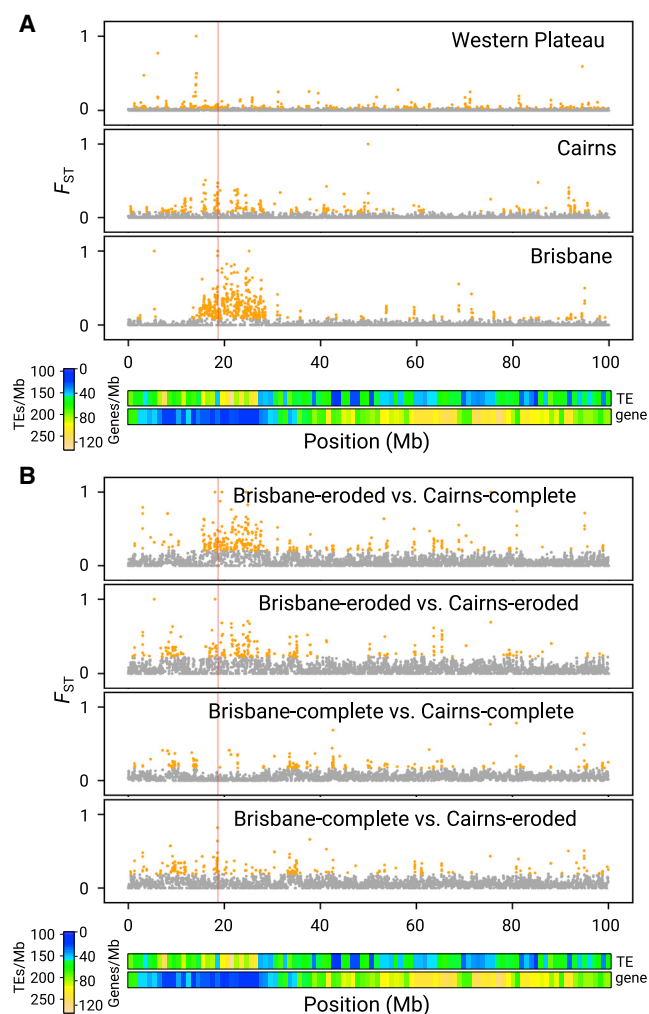 A
Western Plateau
1
0
Cairns
1
0
F_ST
Brisbane
1
0
0 20 40 60 80 100
TEs/Mb
100
150
200
250
0
40
80
120
Genes/Mb
TE
gene
Position (Mb)
B
Brisbane-eroded vs. Cairns-complete
1
0
Brisbane-eroded vs. Cairns-eroded
1
0
F_ST
Brisbane-complete vs. Cairns-complete
1
0
Brisbane-complete vs. Cairns-eroded
1
0
0 20 40 60 80 100
TEs/Mb
100
150
200
250
0
40
80
120
Genes/Mb
TE
gene
Position (Mb)